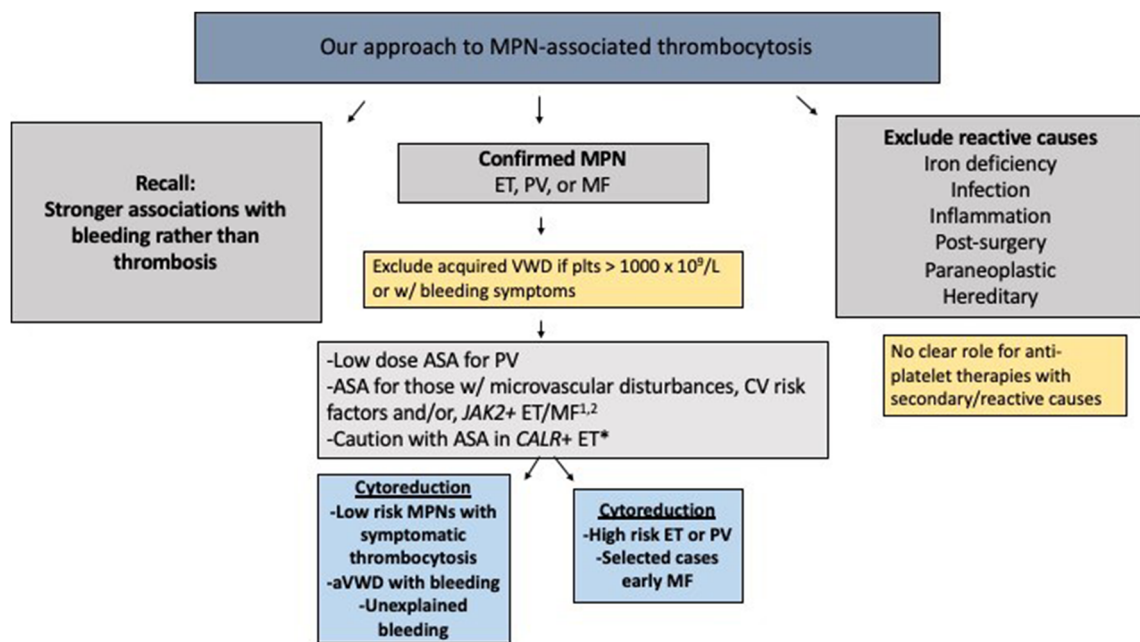 Our approach to MPN-associated thrombocytosis
Recall:
Stronger associations with
bleeding rather than
thrombosis
Confirmed MPN
ET, PV, or MF
Exclude acquired VWD if plts > 1000 x 10⁹/L
or w/ bleeding symptoms
-Low dose ASA for PV
-ASA for those w/ microvascular disturbances, CV risk
factors and/or, JAK2+ ET/MF¹,²
-Caution with ASA in CALR+ ET*
Cytoreduction
-Low risk MPNs with
symptomatic
thrombocytosis
-aVWD with bleeding
-Unexplained
bleeding
Cytoreduction
-High risk ET or PV
-Selected cases
early MF
Exclude reactive causes
Iron deficiency
Infection
Inflammation
Post-surgery
Paraneoplastic
Hereditary
No clear role for anti-
platelet therapies with
secondary/reactive causes